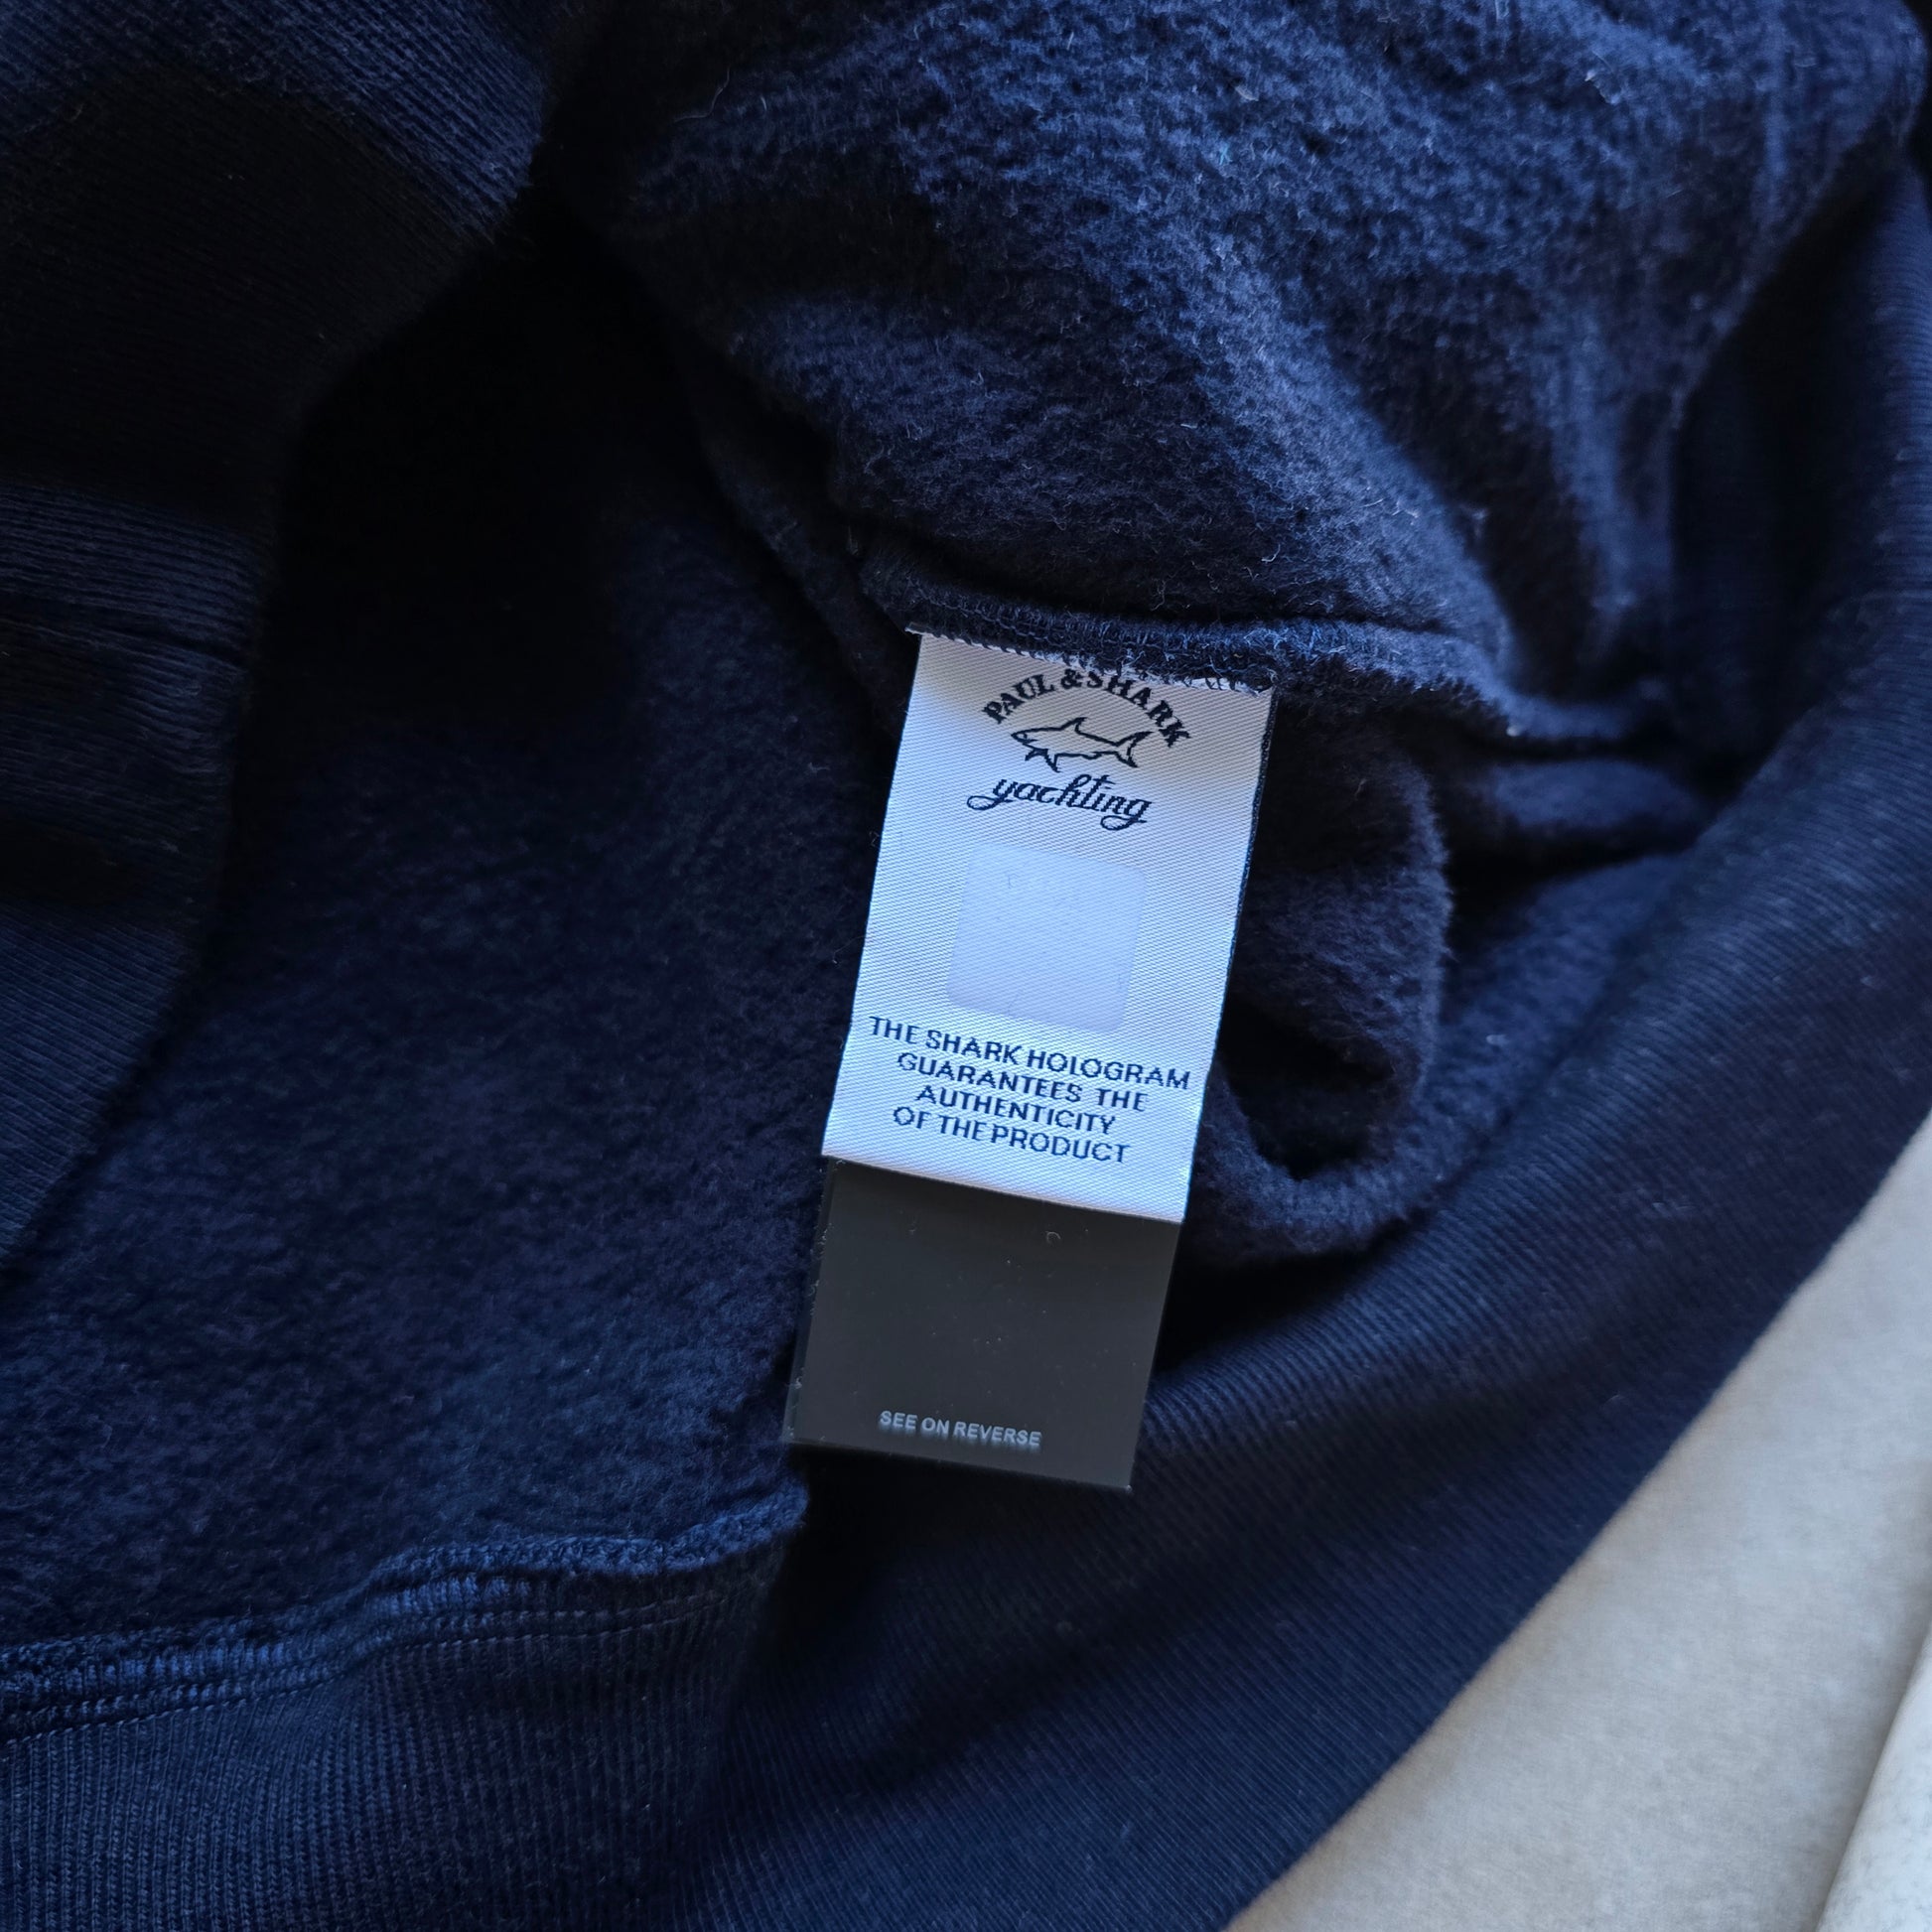 PAUL & SHARK
yachting
THE SHARK HOLOGRAM
GUARANTEES THE
AUTHENTICITY
OF THE PRODUCT
SEE ON REVERSE